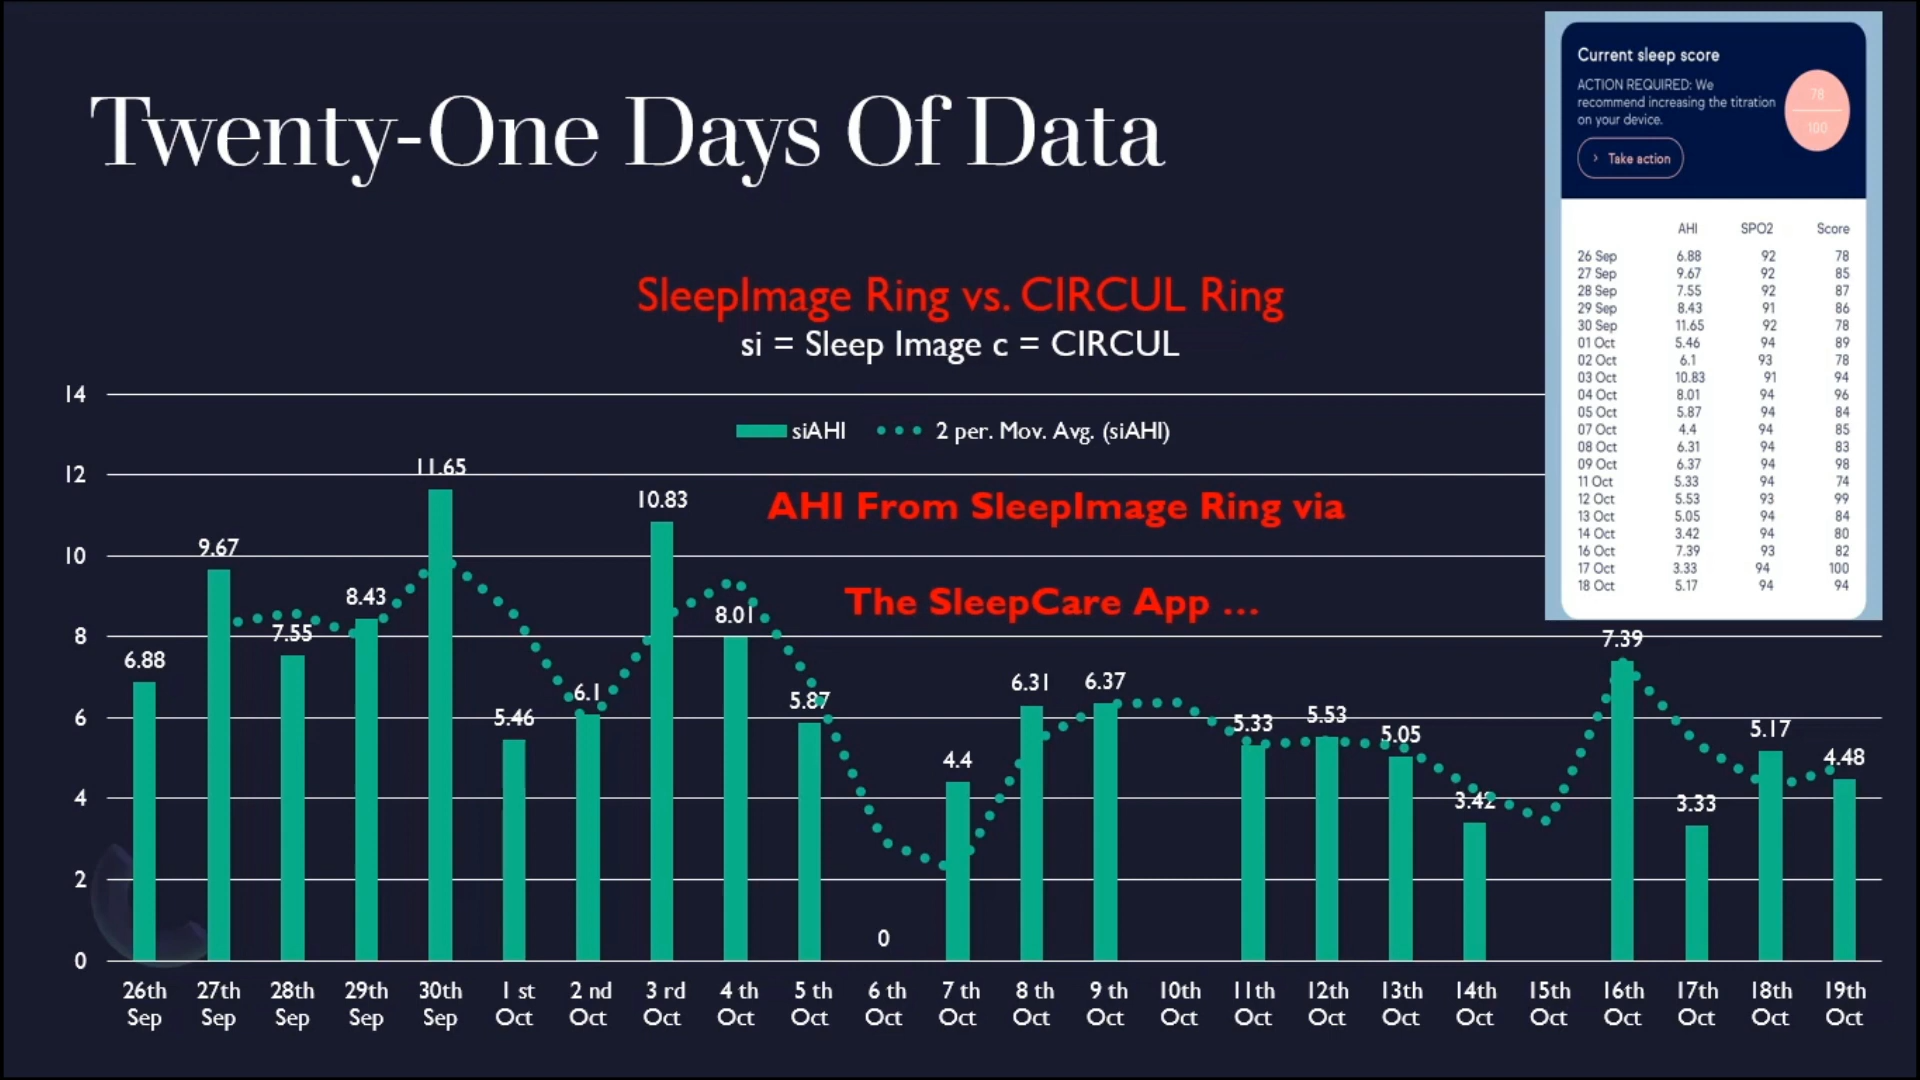 Twenty-One Days Of Data
Current sleep score
ACTION REQUIRED: We
recommend increasing the titration
on your device.
78
100
› Take action
AHI SPO2 Score
26 Sep 6.88 92 78
27 Sep 9.67 92 85
28 Sep 7.55 92 87
29 Sep 8.43 91 86
30 Sep 11.65 92 78
01 Oct 5.46 94 89
02 Oct 6.1 93 78
03 Oct 10.83 91 94
04 Oct 8.01 94 96
05 Oct 5.87 94 84
07 Oct 4.4 94 85
08 Oct 6.31 94 83
09 Oct 6.37 94 98
11 Oct 5.33 94 74
12 Oct 5.53 93 99
13 Oct 5.05 94 84
14 Oct 3.42 94 80
16 Oct 7.39 93 82
17 Oct 3.33 94 100
18 Oct 5.17 94 94
SleepImage Ring vs. CIRCUL Ring
si = Sleep Image c = CIRCUL
siAHI 2 per. Mov. Avg. (siAHI)
AHI From SleepImage Ring via
The SleepCare App ...
14
12
10
8
6
4
2
0
6.88 9.67 7.55 8.43 11.65 5.46 6.1 10.83 8.01 5.87 0 4.4 6.31 6.37 5.33 5.53 5.05 3.42 7.39 3.33 5.17 4.48
26th 27th 28th 29th 30th 1 st 2 nd 3 rd 4 th 5 th 6 th 7 th 8 th 9 th 10th 11th 12th 13th 14th 15th 16th 17th 18th 19th
Sep Sep Sep Sep Sep Oct Oct Oct Oct Oct Oct Oct Oct Oct Oct Oct Oct Oct Oct Oct Oct Oct Oct Oct